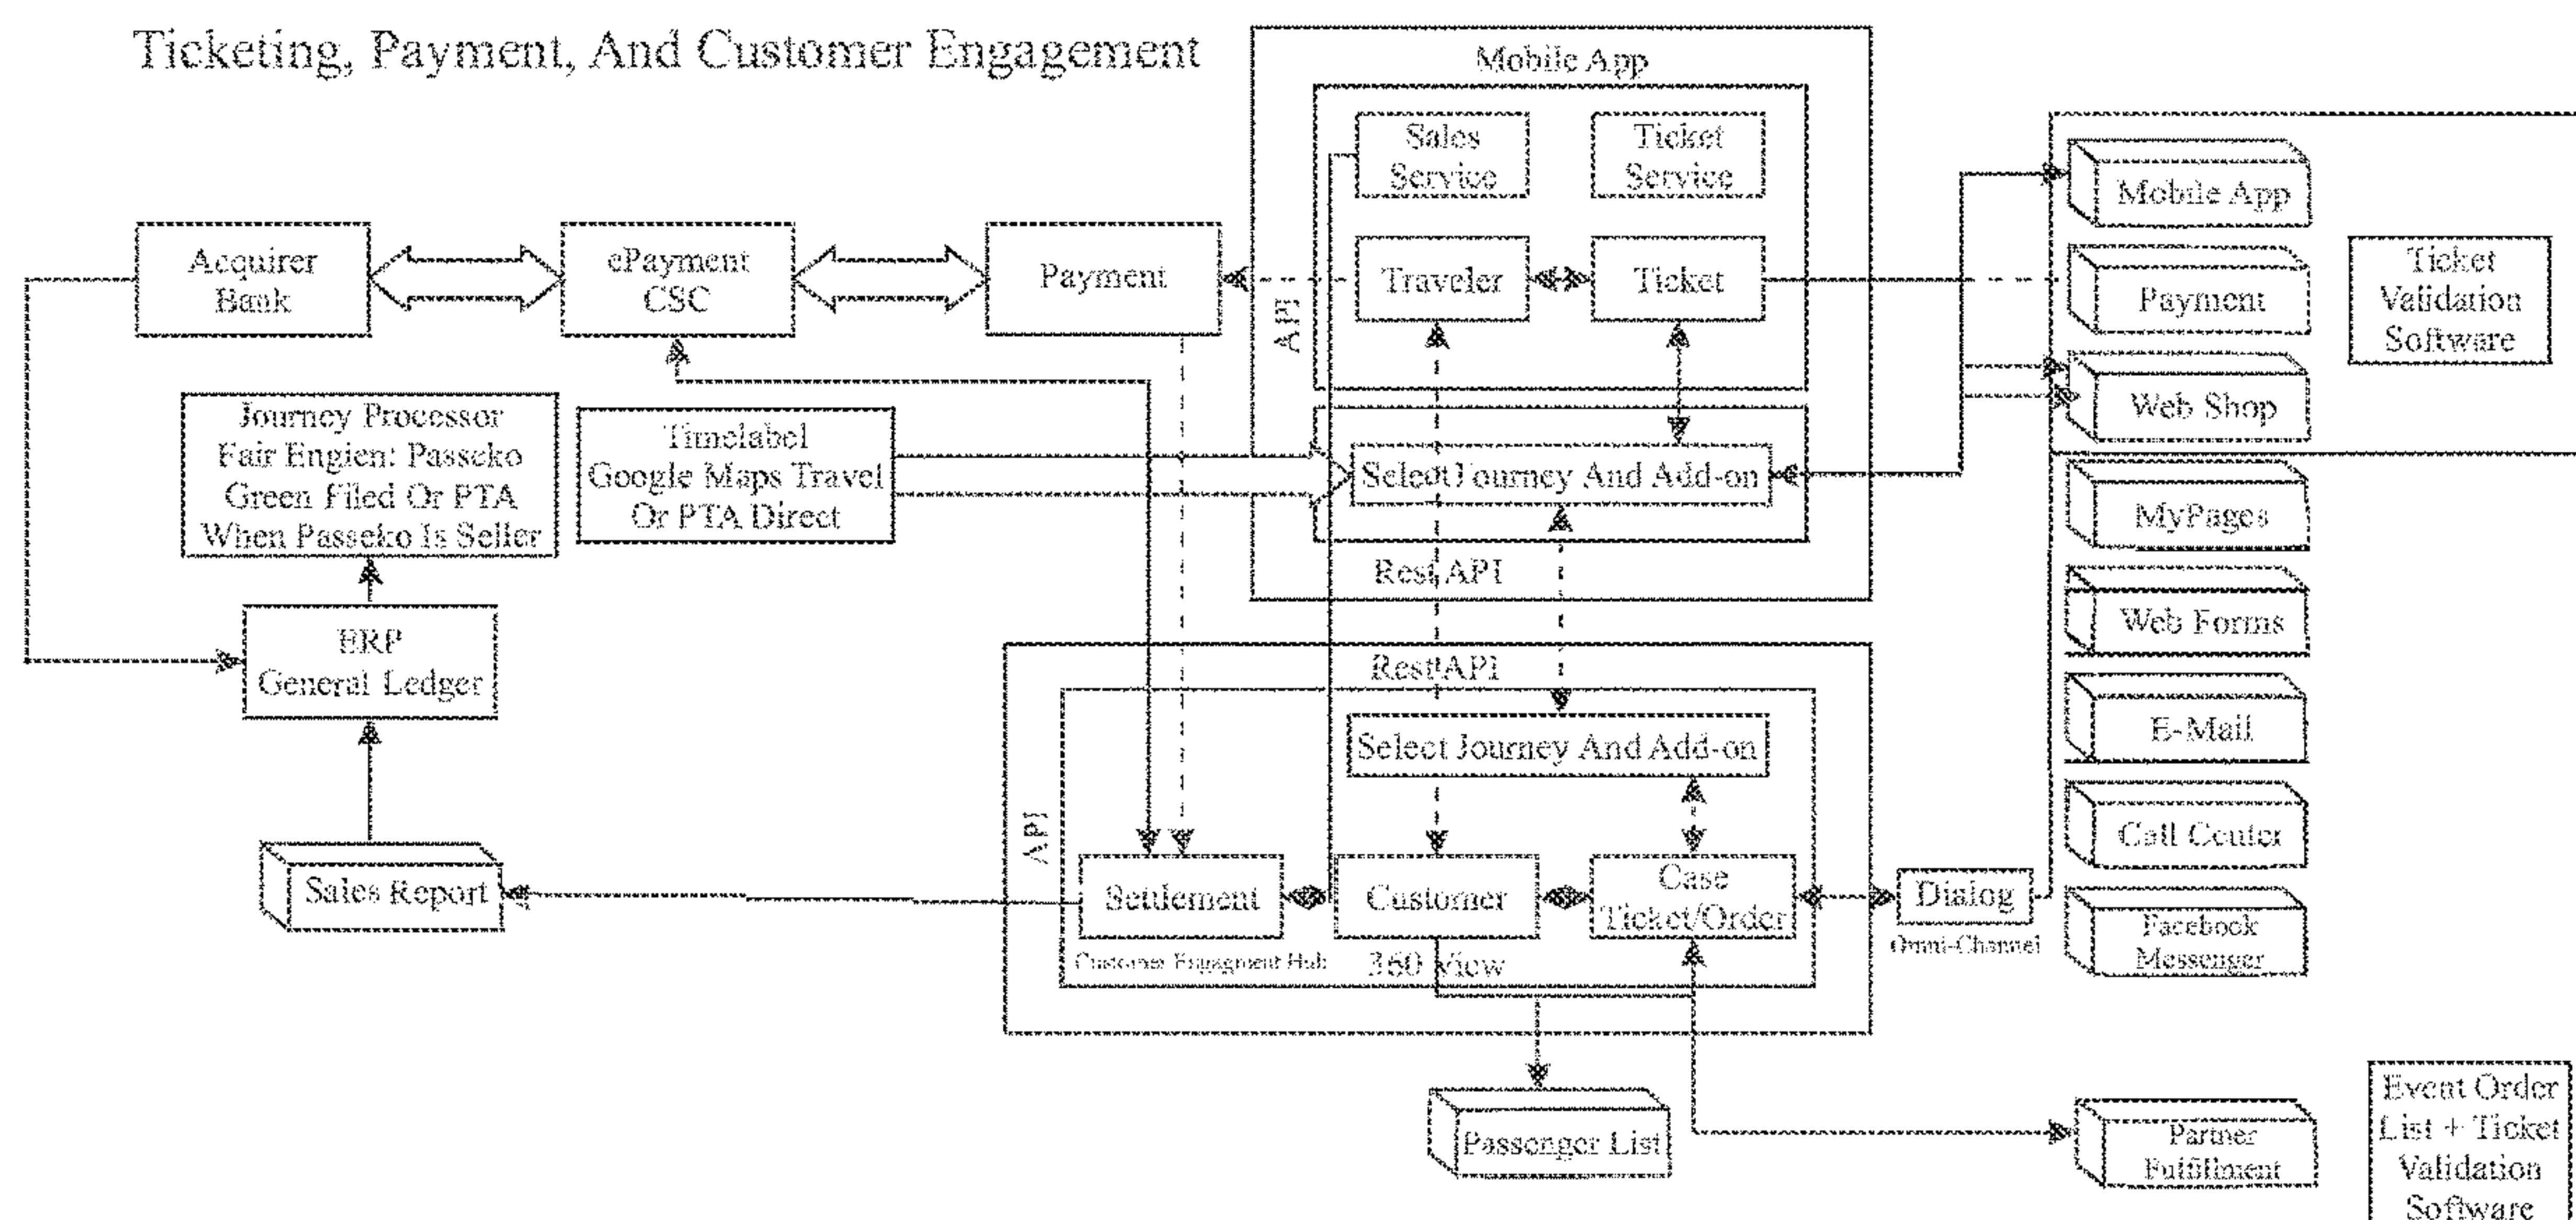 Ticketing, Payment, And Customer Engagement
Mobile App
Sales
Service
Ticket
Service
Mobile App
Acquirer
Bank
ePayment
CSC
Payment
API
Traveler
Ticket
Payment
Ticket
Validation
Software
Web Shop
Journey Processor
Fair Engien: Passeko
Green Filed Or PTA
When Passeko Is Seller
Timelabel
Google Maps Travel
Or PTA Direct
Select Journey And Add-on
MyPages
Rest API
Web Forms
ERP
General Ledger
Rest API
E-Mail
Select Journey And Add-on
API
Call Center
Sales Report
Settlement
Customer
Case
Ticket/Order
Dialog
Omni-Channel
Facebook
Messenger
Customer Engagment Hub
360 View
Passenger List
Partner
Fulfillment
Event Order
List + Ticket
Validation
Software